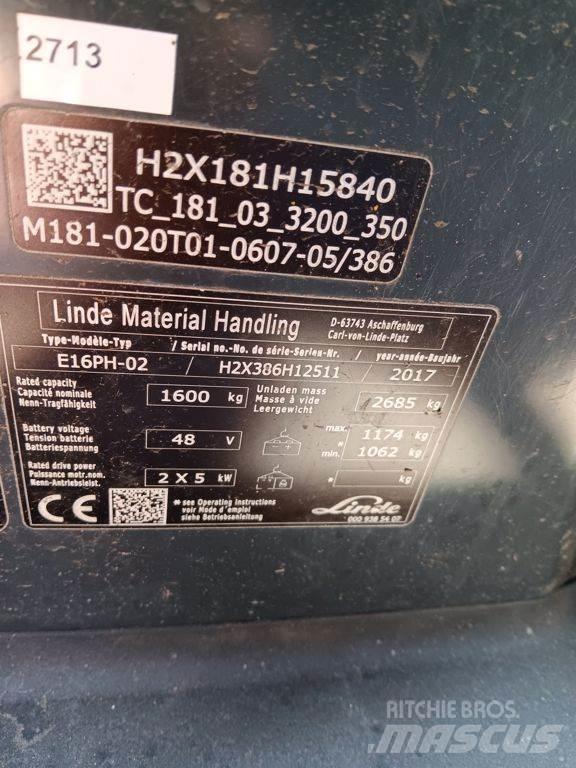 2713
H2X181H15840
TC_181_03_3200_350
M181-020T01-0607-05/386
Linde Material Handling
D-63743 Aschaffenburg
Carl-von-Linde-Platz
Type-Modèle-Typ / Serial no.-No. de série-Serien-Nr. year-année-Baujahr
E16PH-02 / H2X386H12511 / 2017
Rated capacity
Capacité nominale
Nenn-Tragfähigkeit
1600 kg
Unladen mass
Masse à vide
Leergewicht
2685 kg
Battery voltage
Tension batterie
Batteriespannung
48 V
max. 1174 kg
*
min. 1062 kg
Rated drive power
Puissance motr.nom.
Nenn-Antriebsleist.
2 X 5 kW
* kg
* see Operating Instructions
voir Mode d'emploi
siehe Betriebsanleitung
Linde
000 938 54 07
RITCHIE BROS.
MASCUS